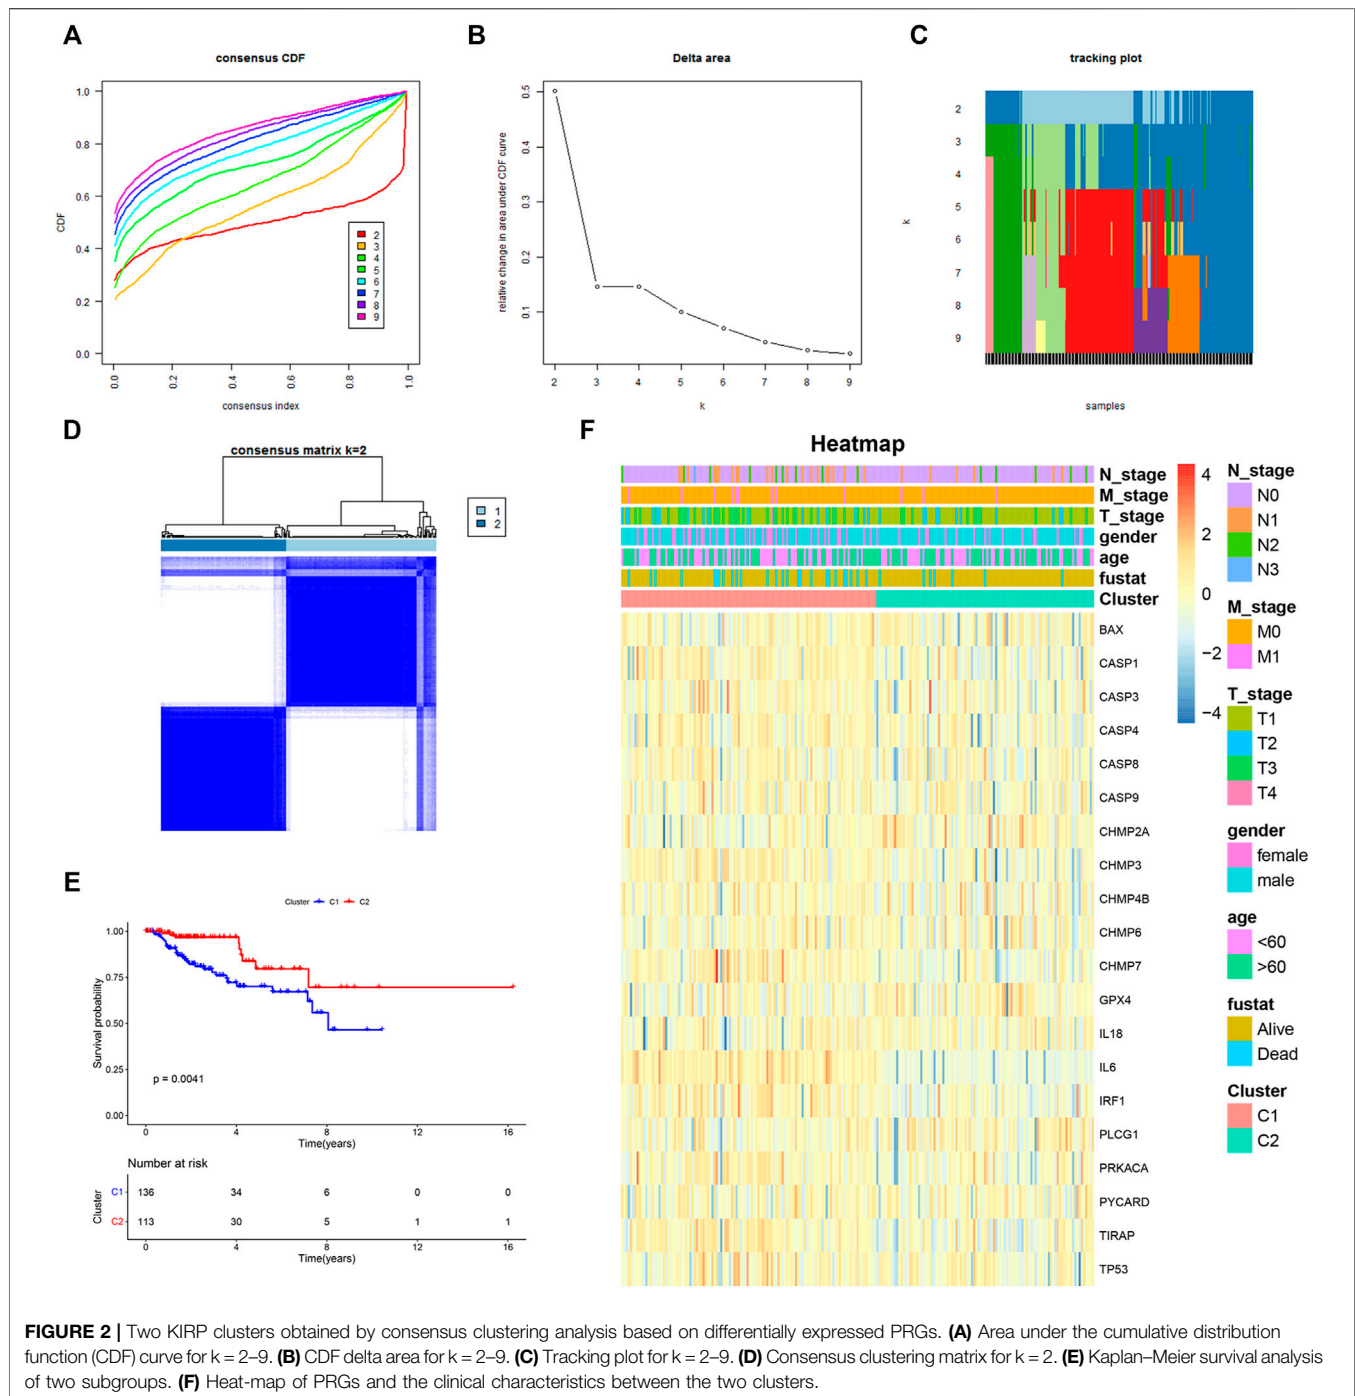 A
consensus CDF
CDF
1.0
0.8
0.6
0.4
0.2
0.0
0.0 0.2 0.4 0.6 0.8 1.0
consensus index
2
3
4
5
6
7
8
9
B
Delta area
relative change in area under CDF curve
0.5
0.4
0.3
0.2
0.1
2 3 4 5 6 7 8 9
k
C
tracking plot
k
2
3
4
5
6
7
8
9
samples
D
consensus matrix k=2
1
2
E
Cluster C1 C2
Survival probability
1.00
0.75
0.50
0.25
0.00
p = 0.0041
0 4 8 12 16
Time(years)
Number at risk
Cluster
C1 136 34 6 0 0
C2 113 30 5 1 1
0 4 8 12 16
Time(years)
F
Heatmap
N_stage
M_stage
T_stage
gender
age
fustat
Cluster
BAX
CASP1
CASP3
CASP4
CASP8
CASP9
CHMP2A
CHMP3
CHMP4B
CHMP6
CHMP7
GPX4
IL18
IL6
IRF1
PLCG1
PRKACA
PYCARD
TIRAP
TP53
4
2
0
−2
−4
N_stage
N0
N1
N2
N3
M_stage
M0
M1
T_stage
T1
T2
T3
T4
gender
female
male
age
<60
>60
fustat
Alive
Dead
Cluster
C1
C2
FIGURE 2 | Two KIRP clusters obtained by consensus clustering analysis based on differentially expressed PRGs. (A) Area under the cumulative distribution
function (CDF) curve for k = 2–9. (B) CDF delta area for k = 2–9. (C) Tracking plot for k = 2–9. (D) Consensus clustering matrix for k = 2. (E) Kaplan–Meier survival analysis
of two subgroups. (F) Heat-map of PRGs and the clinical characteristics between the two clusters.